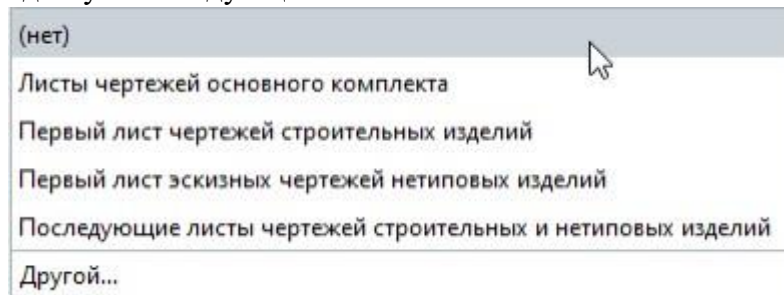 (нет)
Листы чертежей основного комплекта
Первый лист чертежей строительных изделий
Первый лист эскизных чертежей нетиповых изделий
Последующие листы чертежей строительных и нетиповых изделий
Другой...